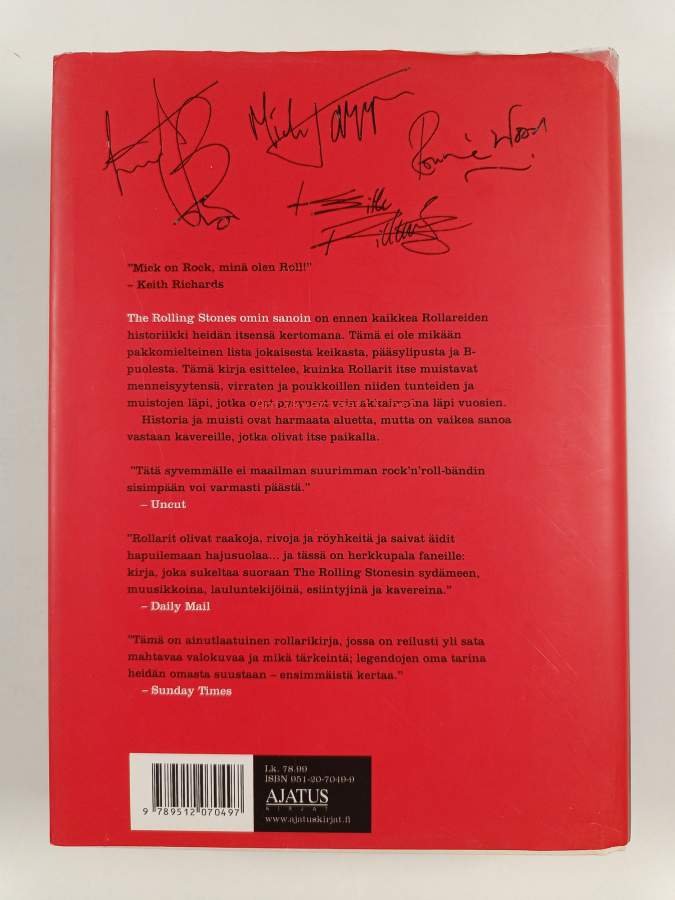 Ronnie Wood
"Mick on Rock, minä olen Roll!"
– Keith Richards
The Rolling Stones omin sanoin on ennen kaikkea Rollareiden
historiikki heidän itsensä kertomana. Tämä ei ole mikään
pakkomielteinen lista jokaisesta keikasta, pääsylipusta ja B-
puolesta. Tämä kirja esittelee, kuinka Rollarit itse muistavat
menneisyytensä, virraten ja poukkoillen niiden tunteiden ja
muistojen läpi, jotka ovat pysyneet voimakkaimpina läpi vuosien.
Historia ja muisti ovat harmaata aluetta, mutta on vaikea sanoa
vastaan kavereille, jotka olivat itse paikalla.
"Tätä syvemmälle ei maailman suurimman rock'n'roll-bändin
sisimpään voi varmasti päästä."
– Uncut
"Rollarit olivat raakoja, rivoja ja röyhkeitä ja saivat äidit
hapuilemaan hajusuolaa... ja tässä on herkkupala faneille:
kirja, joka sukeltaa suoraan The Rolling Stonesin sydämeen,
muusikkoina, lauluntekijöinä, esiintyjinä ja kavereina."
– Daily Mail
"Tämä on ainutlaatuinen rollarikirja, jossa on reilusti yli sata
mahtavaa valokuvaa ja mikä tärkeintä; legendojen oma tarina
heidän omasta suustaan – ensimmäistä kertaa."
– Sunday Times
Lk. 78.99
ISBN 951-20-7049-9
AJATUS
KIRJAT
www.ajatuskirjat.fi
9 789512 070497